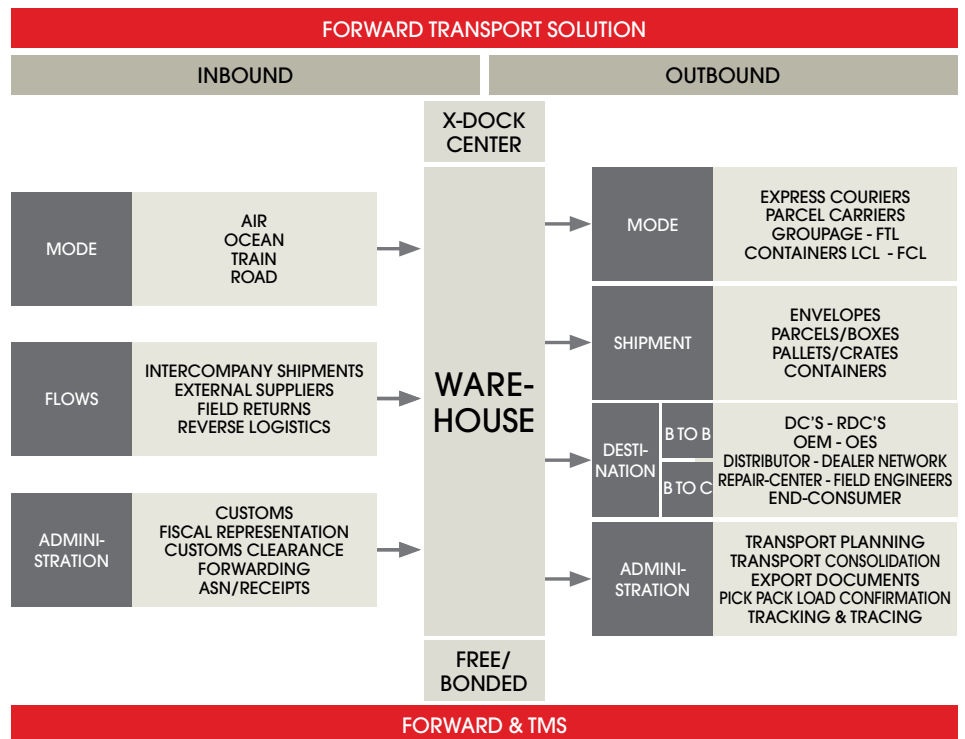 FORWARD TRANSPORT SOLUTION
INBOUND
OUTBOUND
X-DOCK
CENTER
MODE
AIR
OCEAN
TRAIN
ROAD
FLOWS
INTERCOMPANY SHIPMENTS
EXTERNAL SUPPLIERS
FIELD RETURNS
REVERSE LOGISTICS
ADMINI-
STRATION
CUSTOMS
FISCAL REPRESENTATION
CUSTOMS CLEARANCE
FORWARDING
ASN/RECEIPTS
WARE-
HOUSE
FREE/
BONDED
MODE
EXPRESS COURIERS
PARCEL CARRIERS
GROUPAGE - FTL
CONTAINERS LCL - FCL
SHIPMENT
ENVELOPES
PARCELS/BOXES
PALLETS/CRATES
CONTAINERS
DESTI-
NATION
B TO B
B TO C
DC'S - RDC'S
OEM - OES
DISTRIBUTOR - DEALER NETWORK
REPAIR-CENTER - FIELD ENGINEERS
END-CONSUMER
ADMINI-
STRATION
TRANSPORT PLANNING
TRANSPORT CONSOLIDATION
EXPORT DOCUMENTS
PICK PACK LOAD CONFIRMATION
TRACKING & TRACING
FORWARD & TMS